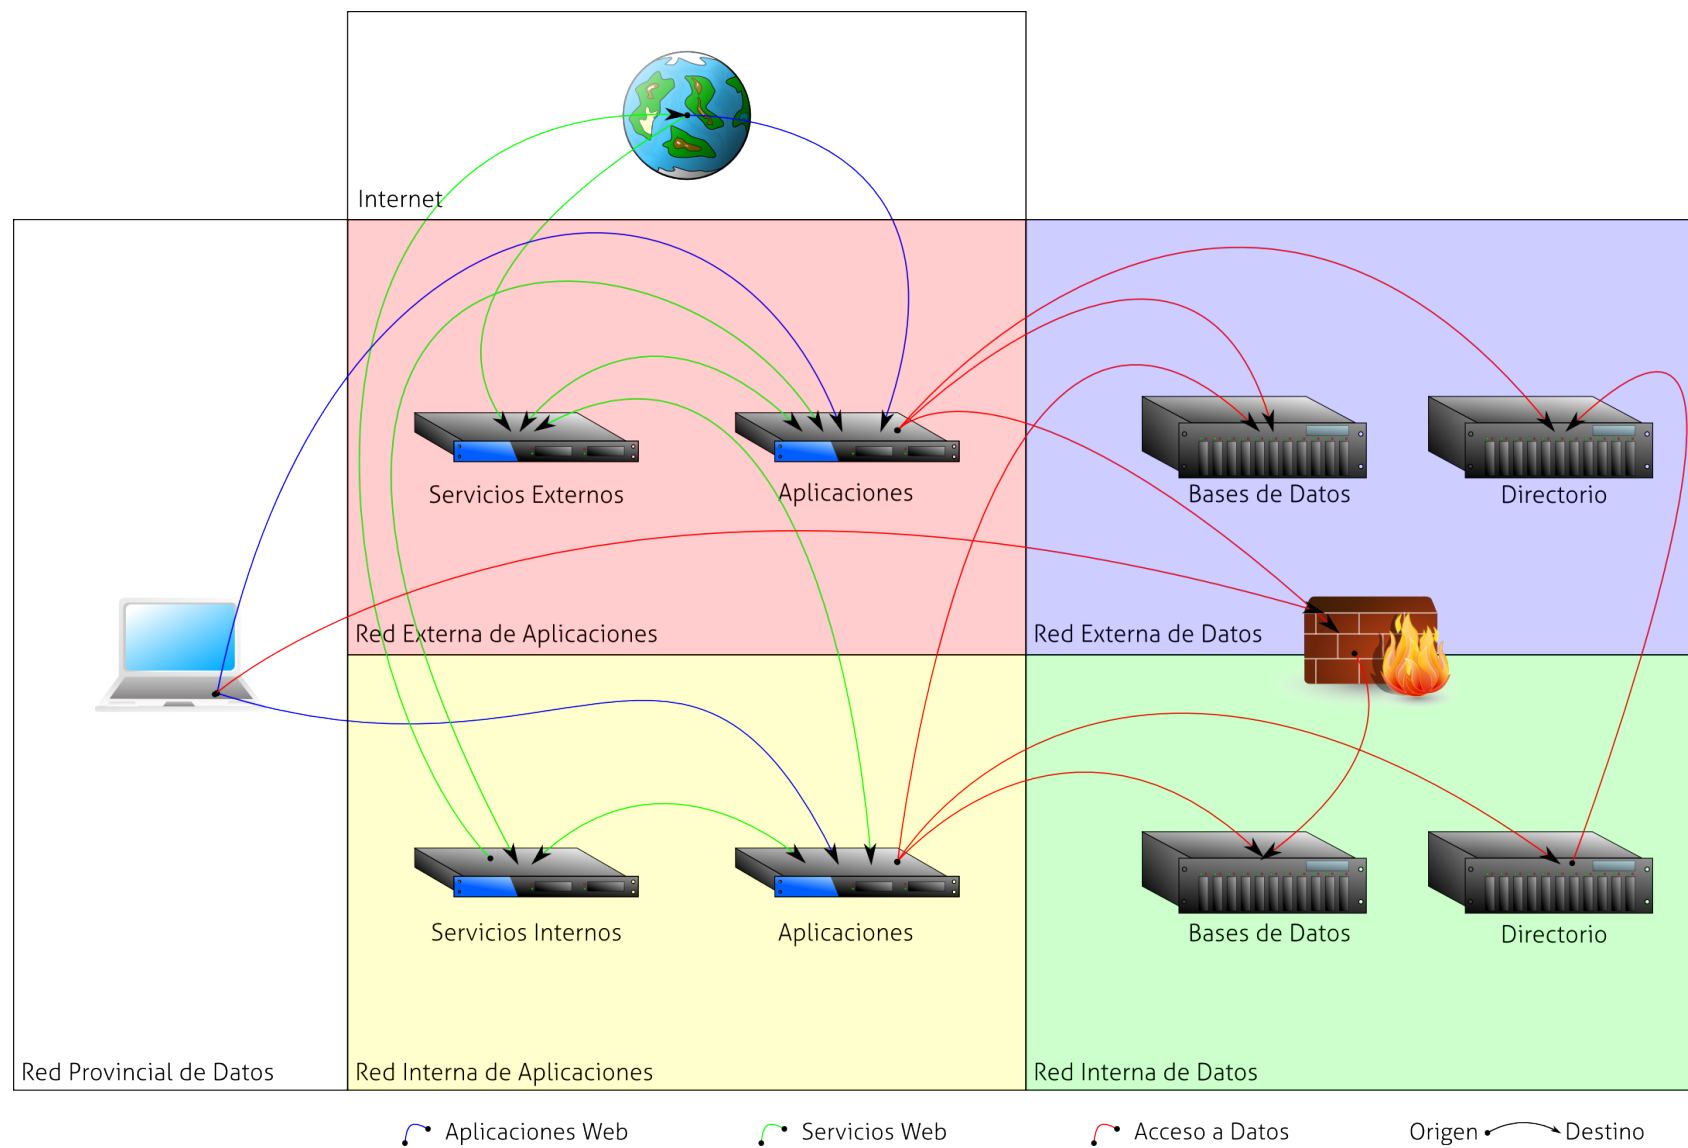 Internet
Servicios Externos
Aplicaciones
Bases de Datos
Directorio
Red Externa de Aplicaciones
Red Externa de Datos
Servicios Internos
Aplicaciones
Bases de Datos
Directorio
Red Provincial de Datos
Red Interna de Aplicaciones
Red Interna de Datos
Aplicaciones Web
Servicios Web
Acceso a Datos
Origen
Destino